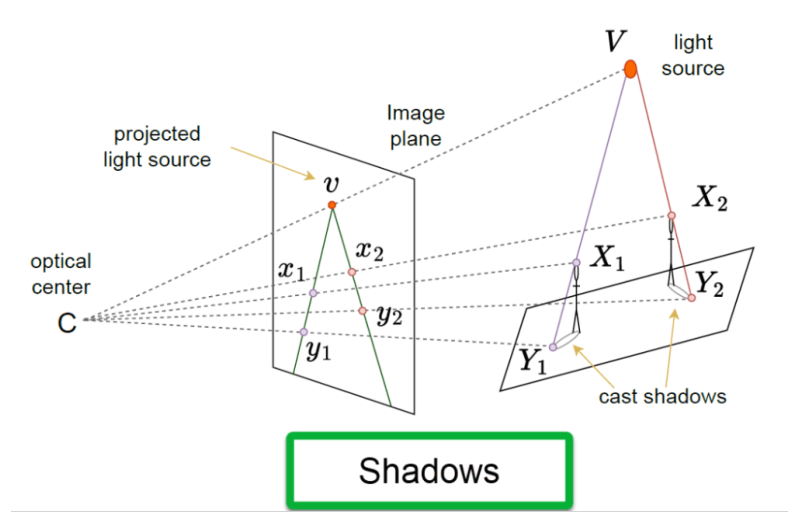 V
light
source
Image
plane
projected
light source
v
X₂
x₂
optical
center
x₁
X₁
C
Y₂
y₂
y₁
Y₁
cast shadows
Shadows